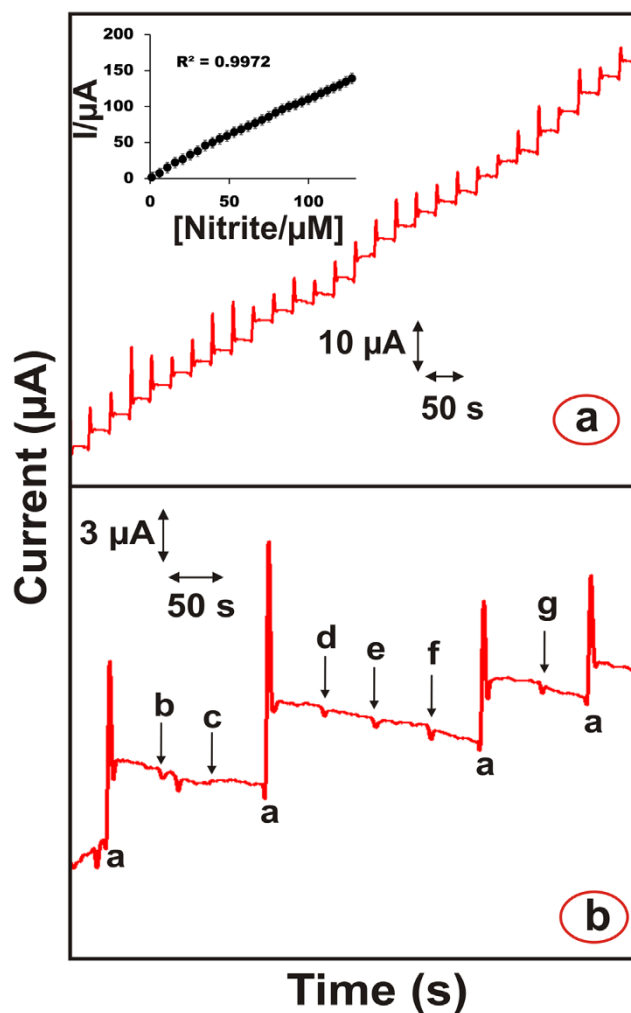 200
150
100
50
0
I/µA
R² = 0.9972
0 50 100
[Nitrite/µM]
10 µA
50 s
a
Current (µA)
3 µA
50 s
a
b
c
a
d
e
f
a
g
a
b
Time (s)